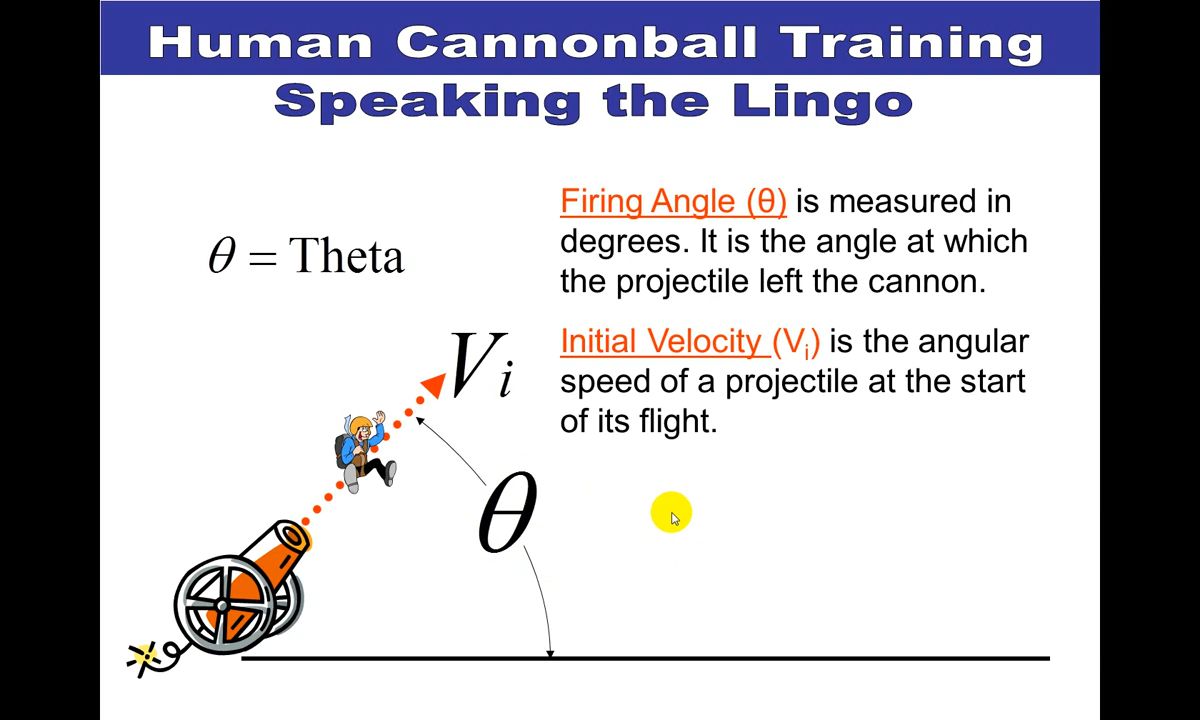 Human Cannonball Training
Speaking the Lingo
θ = Theta
Firing Angle (θ) is measured in
degrees. It is the angle at which
the projectile left the cannon.
Initial Velocity (Vi) is the angular
speed of a projectile at the start
of its flight.
Vi
θ